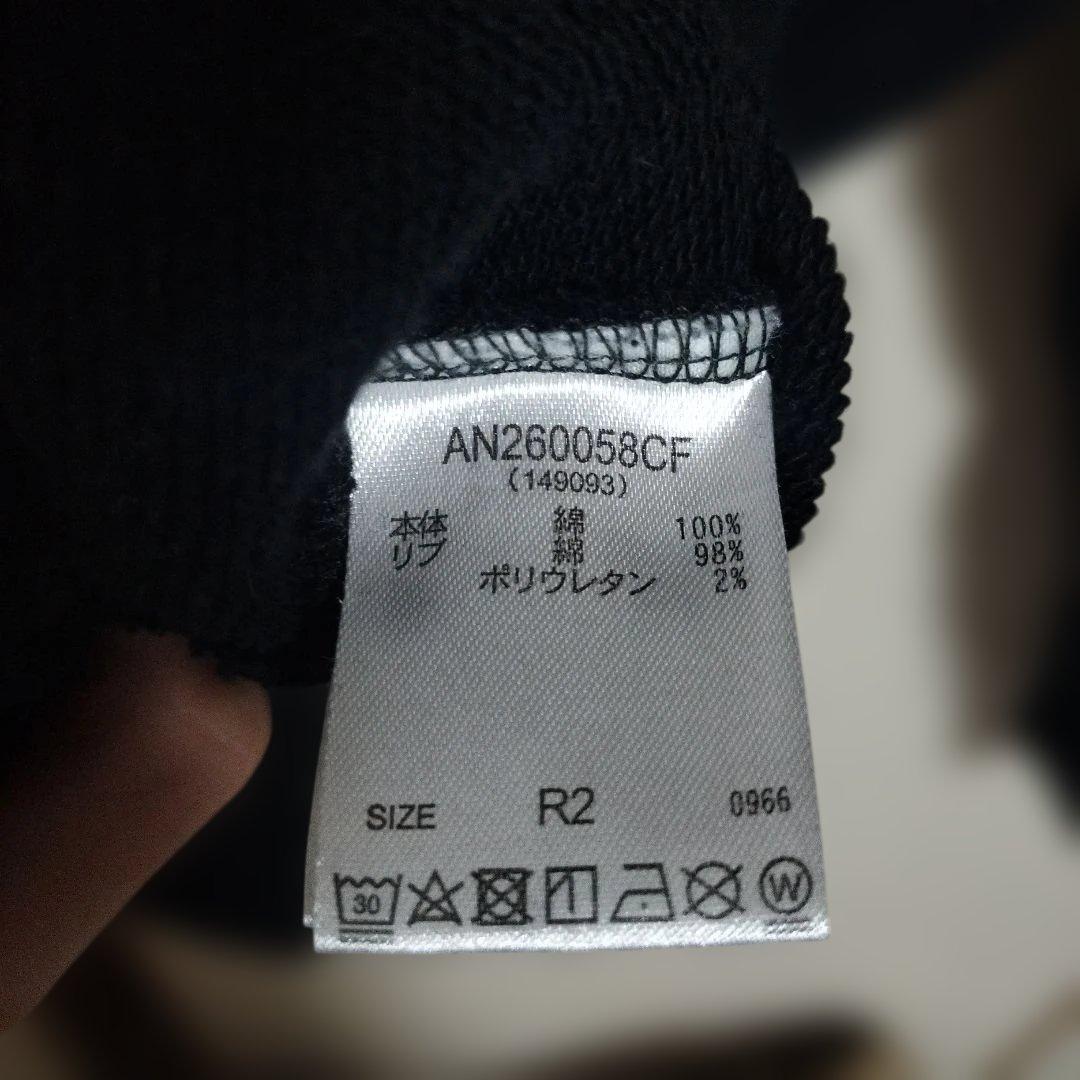 AN260058CF
(149093)
本体 綿 100%
リブ 綿 98%
ポリウレタン 2%
SIZE R2 0966
30 W